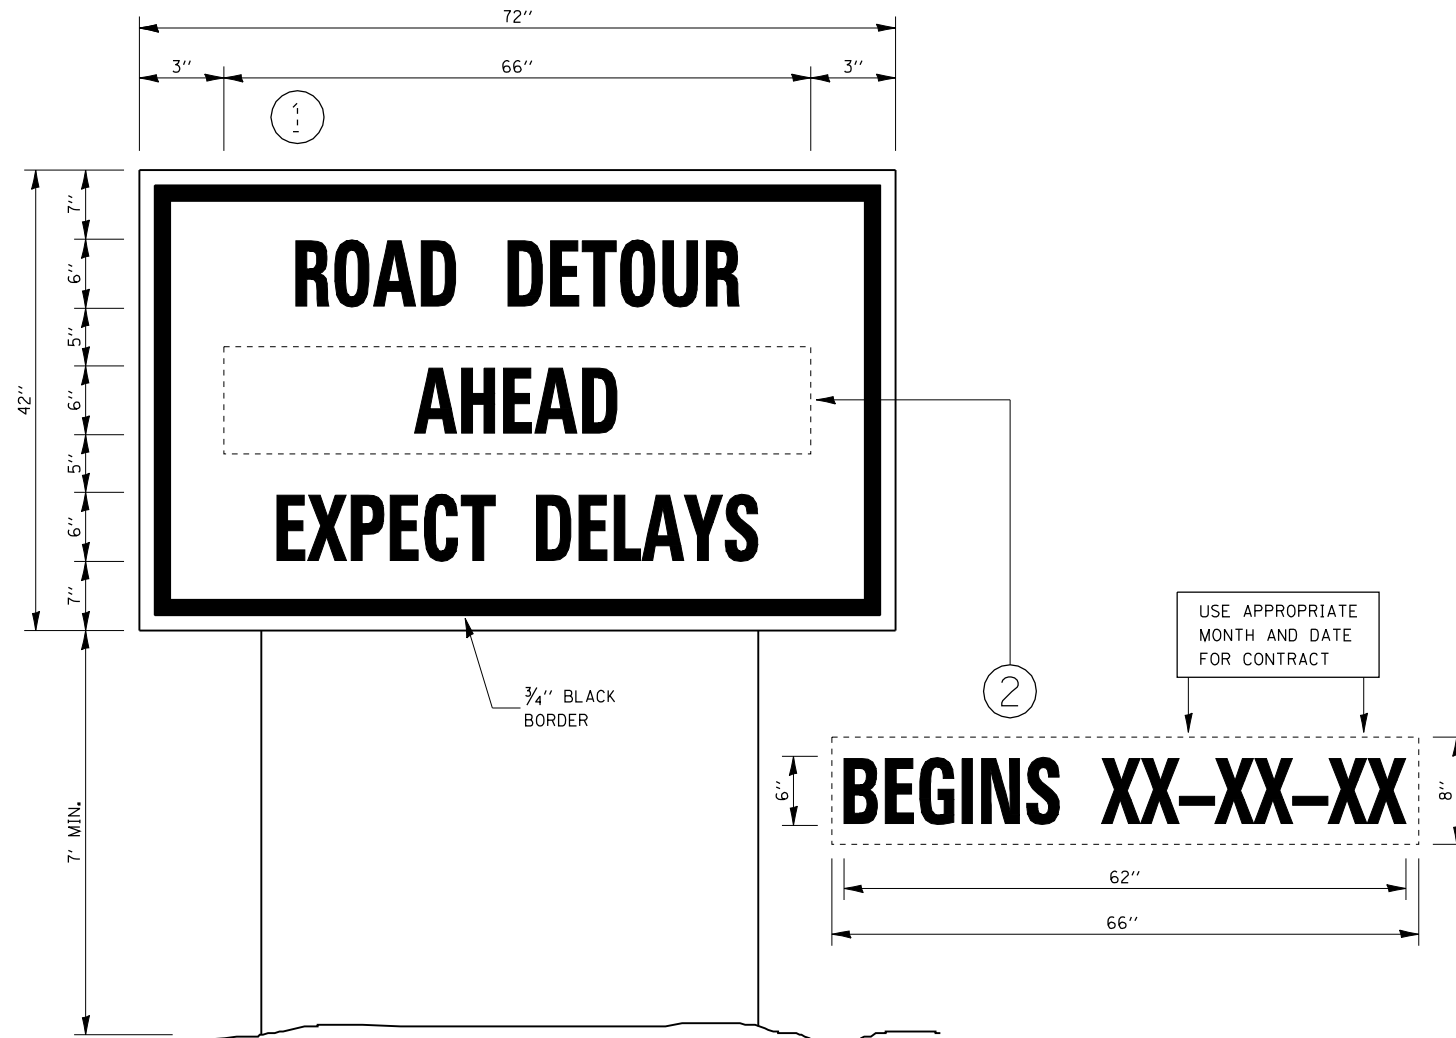 72''
3'' 66'' 3''
1
7''
6''
5''
6''
5''
6''
7''
42''
7' MIN.
ROAD DETOUR
AHEAD
EXPECT DELAYS
3/4'' BLACK
BORDER
2
USE APPROPRIATE
MONTH AND DATE
FOR CONTRACT
6''
BEGINS XX-XX-XX
8''
62''
66''